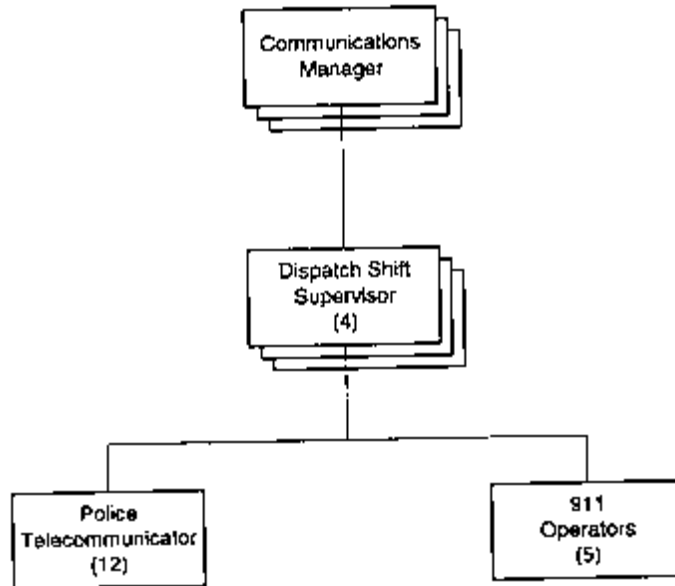 Communications
Manager
Dispatch Shift
Supervisor
(4)
Police
Telecommunicator
(12)
911
Operators
(5)